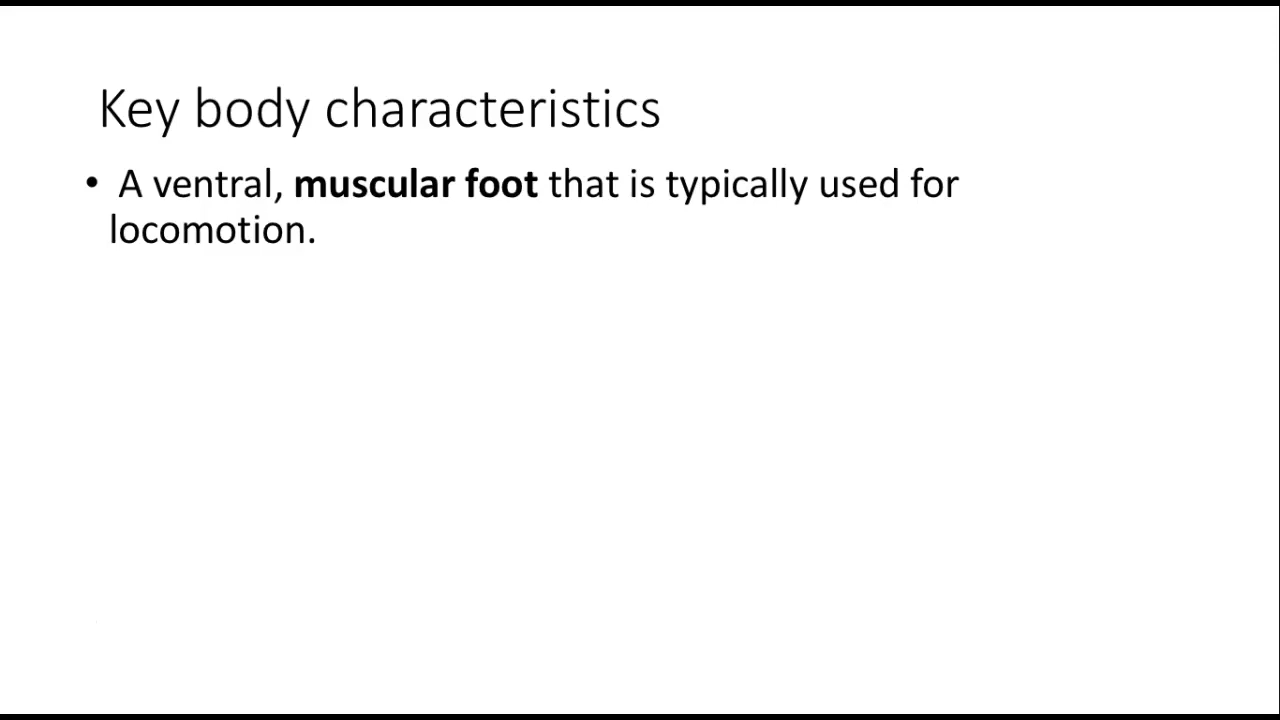 Key body characteristics
• A ventral, muscular foot that is typically used for
locomotion.